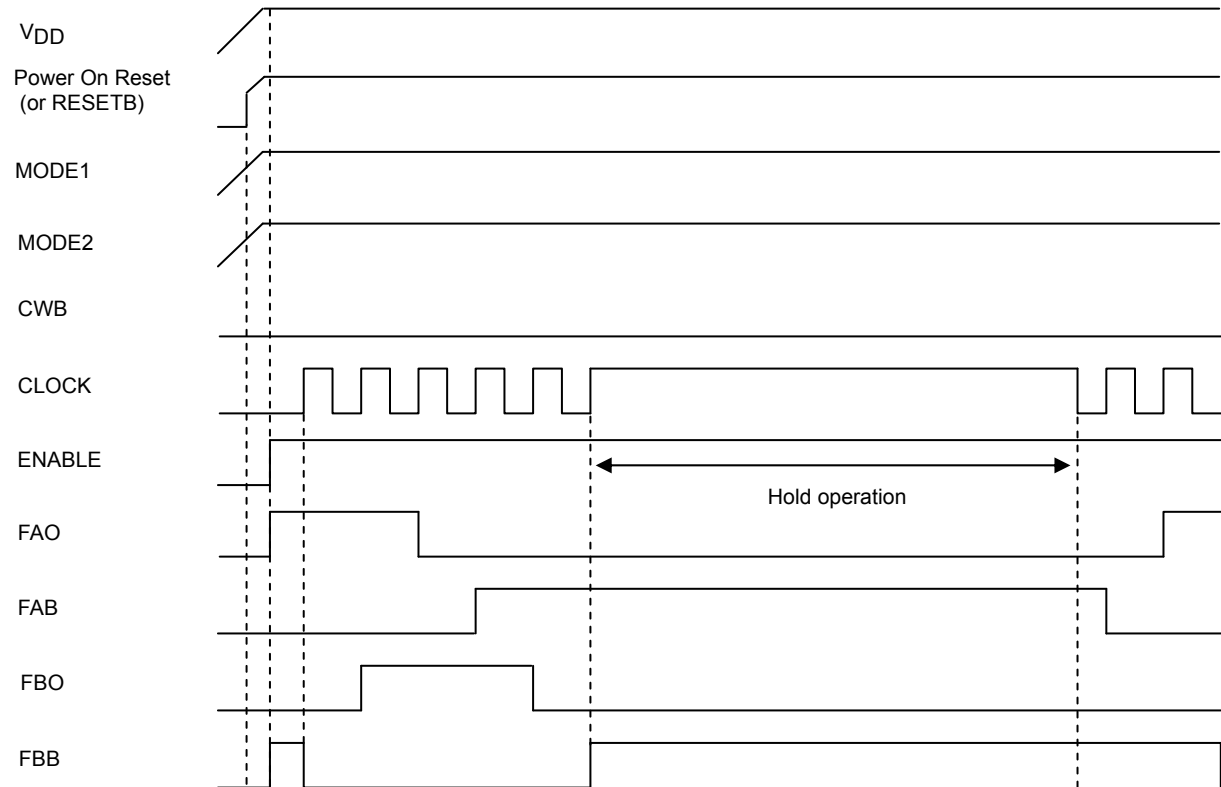 VDD
Power On Reset
(or RESETB)
MODE1
MODE2
CWB
CLOCK
ENABLE
Hold operation
FAO
FAB
FBO
FBB